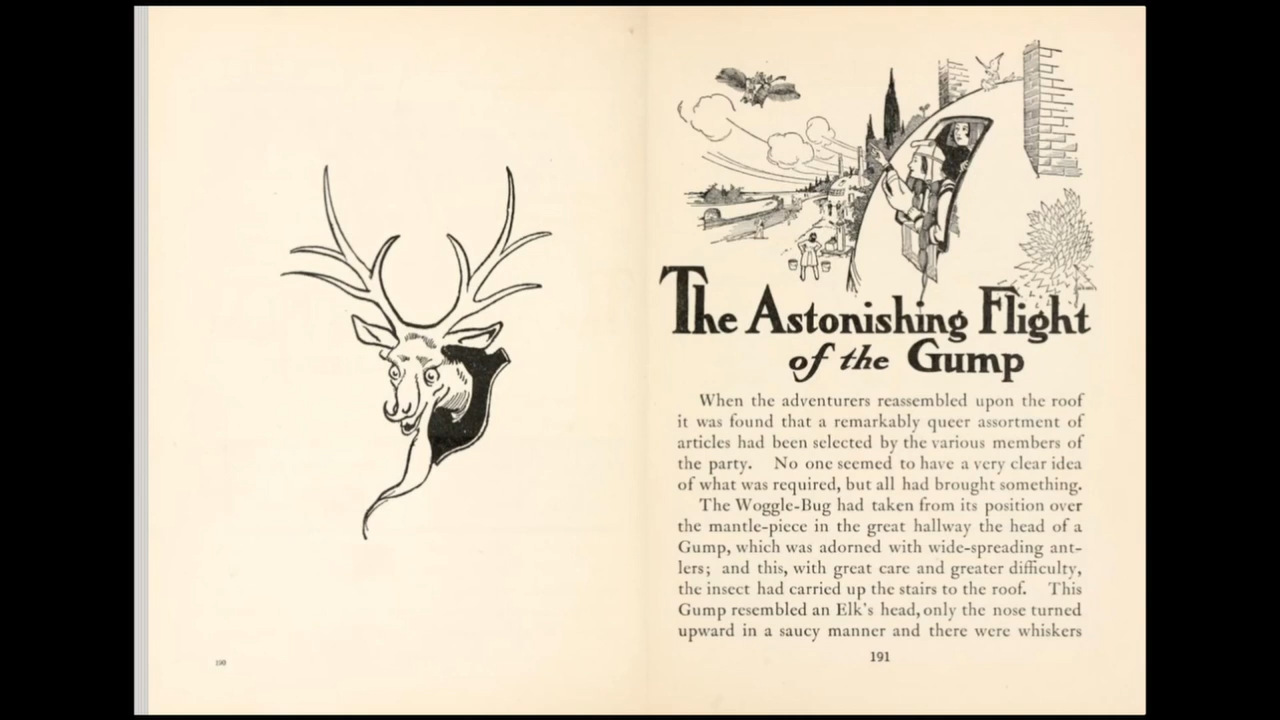 190
The Astonishing Flight
of the Gump
When the adventurers reassembled upon the roof
it was found that a remarkably queer assortment of
articles had been selected by the various members of
the party. No one seemed to have a very clear idea
of what was required, but all had brought something.
The Woggle-Bug had taken from its position over
the mantle-piece in the great hallway the head of a
Gump, which was adorned with wide-spreading ant-
lers; and this, with great care and greater difficulty,
the insect had carried up the stairs to the roof. This
Gump resembled an Elk's head, only the nose turned
upward in a saucy manner and there were whiskers
191